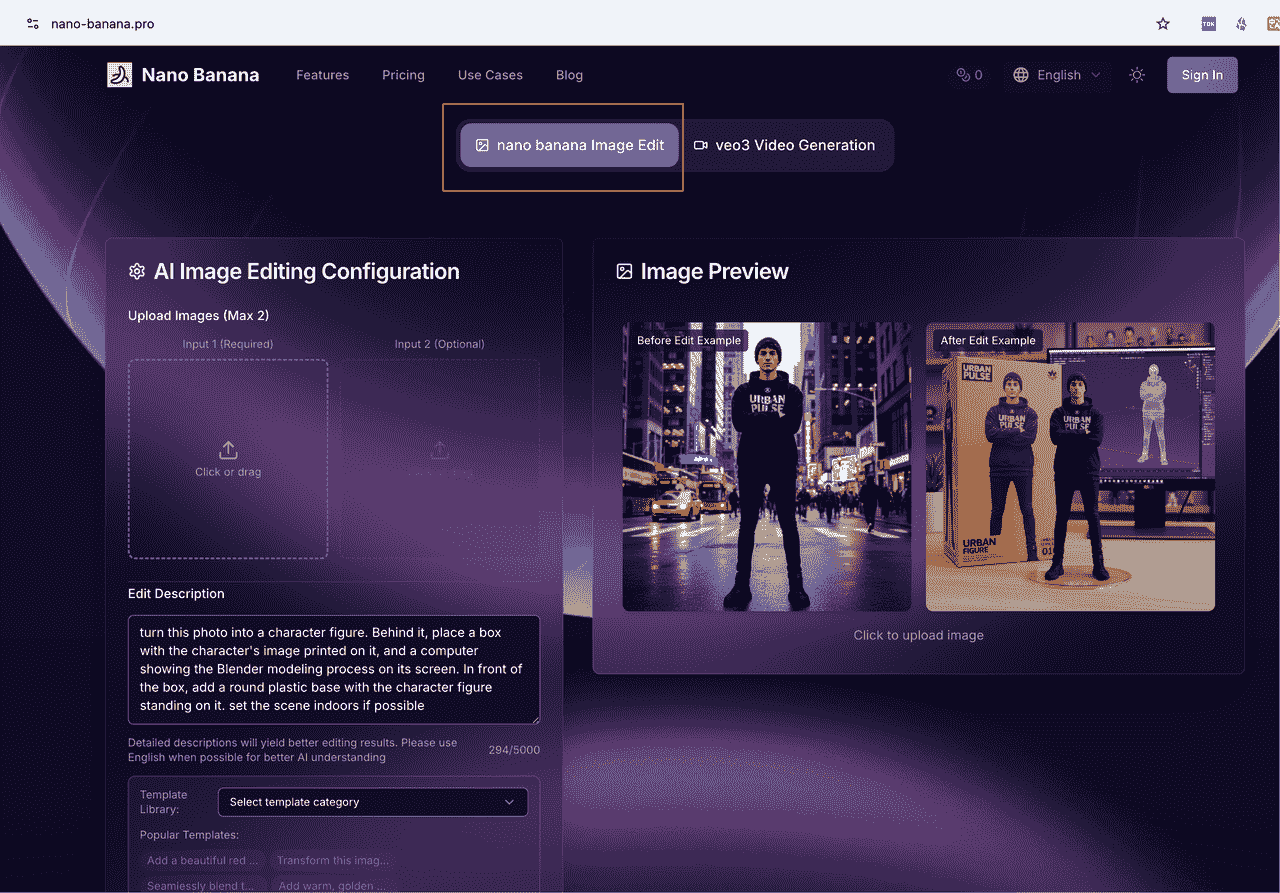 nano-banana.pro
Nano Banana
Features
Pricing
Use Cases
Blog
0
English
Sign In
nano banana Image Edit
veo3 Video Generation
AI Image Editing Configuration
Upload Images (Max 2)
Input 1 (Required)
Input 2 (Optional)
Click or drag
Edit Description
turn this photo into a character figure. Behind it, place a box
with the character's image printed on it, and a computer
showing the Blender modeling process on its screen. In front of
the box, add a round plastic base with the character figure
standing on it. set the scene indoors if possible
Detailed descriptions will yield better editing results. Please use
English when possible for better AI understanding
294/5000
Template
Library:
Select template category
Popular Templates:
Add a beautiful red ...
Transform this imag...
Seamlessly blend t...
Add warm, golden ...
Image Preview
Before Edit Example
URBAN
PULSE
After Edit Example
URBAN
PULSE
URBAN
PULSE
URBAN
PULSE
URBAN
FIGURE
Click to upload image